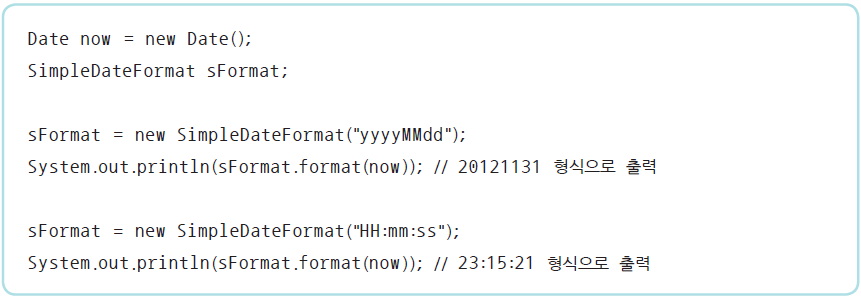 Date now = new Date();
SimpleDateFormat sFormat;
sFormat = new SimpleDateFormat("yyyyMMdd");
System.out.println(sFormat.format(now)); // 20121131 형식으로 출력
sFormat = new SimpleDateFormat("HH:mm:ss");
System.out.println(sFormat.format(now)); // 23:15:21 형식으로 출력